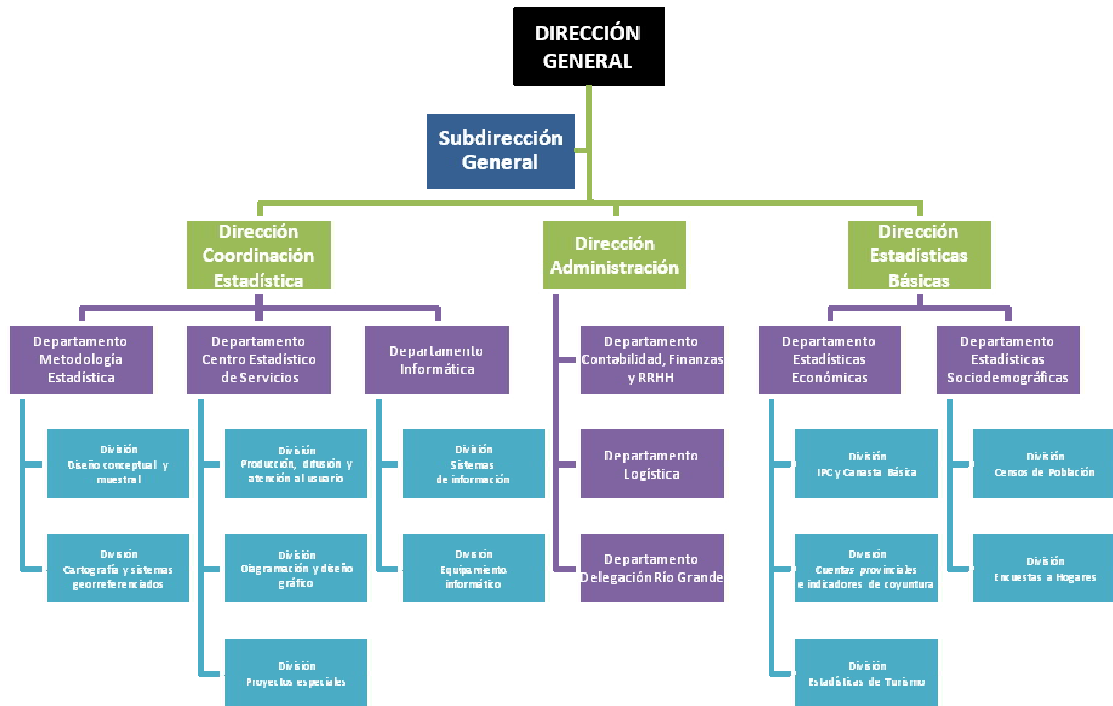 DIRECCIÓN
GENERAL
Subdirección
General
Dirección
Coordinación
Estadística
Dirección
Administración
Dirección
Estadísticas
Básicas
Departamento
Metodología
Estadística
Departamento
Centro Estadístico
de Servicios
Departamento
Informática
Departamento
Contabilidad, Finanzas
y RRHH
Departamento
Estadísticas
Económicas
Departamento
Estadísticas
Sociodemográficas
División
Diseño conceptual y
muestral
División
Producción, difusión y
atención al usuario
División
Sistemas
de información
Departamento
Logística
División
IPC y Canasta Básica
División
Censos de Población
División
Cartografía y sistemas
georreferenciados
División
Diagramación y diseño
gráfico
División
Equipamiento
informático
Departamento
Delegación Río Grande
División
Cuentas provinciales
e indicadores de coyuntura
División
Encuestas a Hogares
División
Proyectos especiales
División
Estadísticas de Turismo